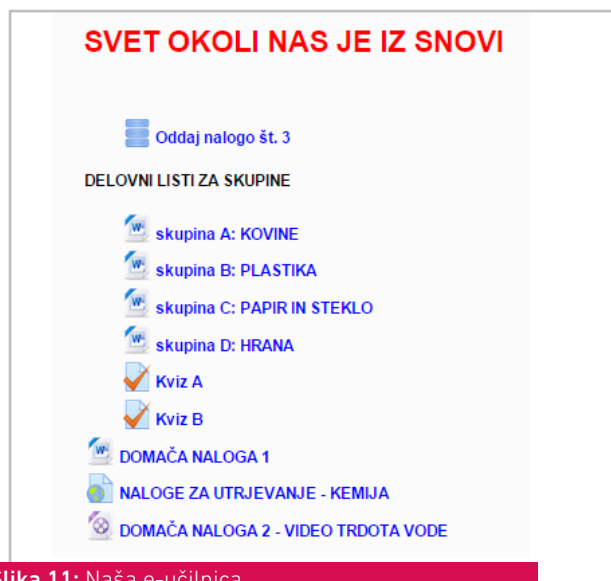 SVET OKOLI NAS JE IZ SNOVI
Oddaj nalogo št. 3
DELOVNI LISTI ZA SKUPINE
skupina A: KOVINE
skupina B: PLASTIKA
skupina C: PAPIR IN STEKLO
skupina D: HRANA
Kviz A
Kviz B
DOMAČA NALOGA 1
NALOGE ZA UTRJEVANJE - KEMIJA
DOMAČA NALOGA 2 - VIDEO TRDOTA VODE
Slika 11: Naša e-učilnica